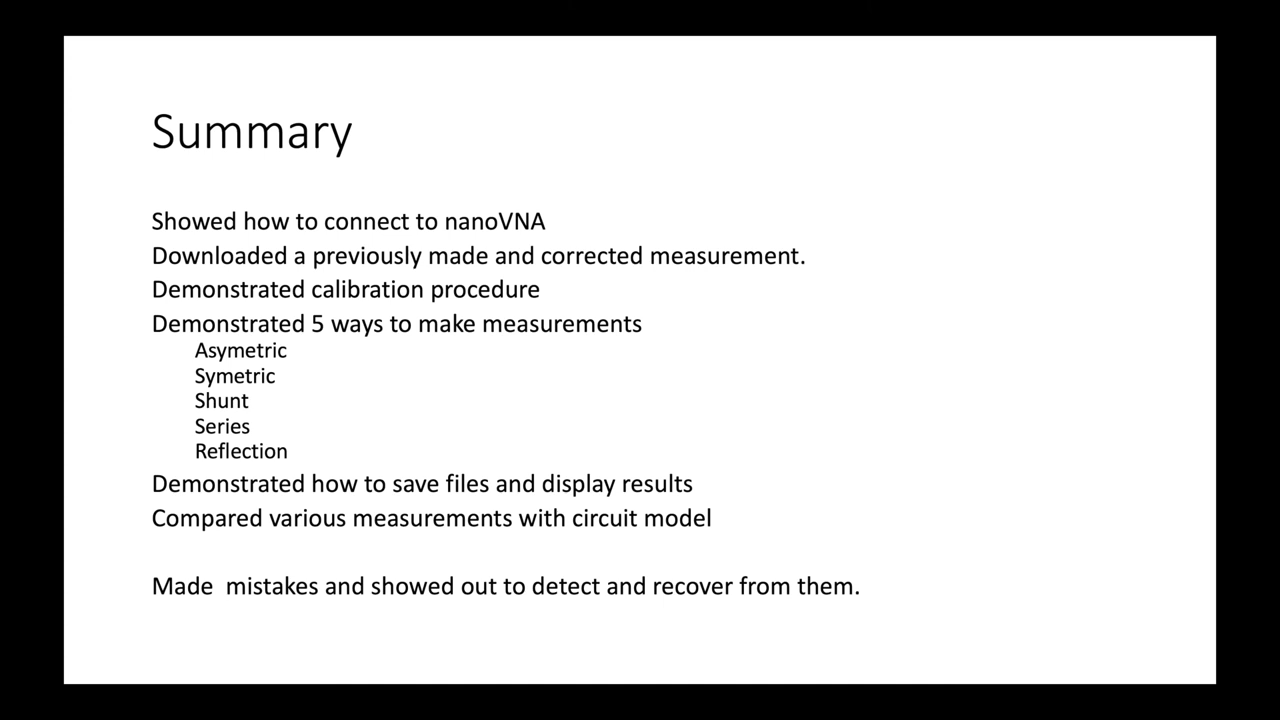 Summary
Showed how to connect to nanoVNA
Downloaded a previously made and corrected measurement.
Demonstrated calibration procedure
Demonstrated 5 ways to make measurements
Asymetric
Symetric
Shunt
Series
Reflection
Demonstrated how to save files and display results
Compared various measurements with circuit model
Made  mistakes and showed out to detect and recover from them.